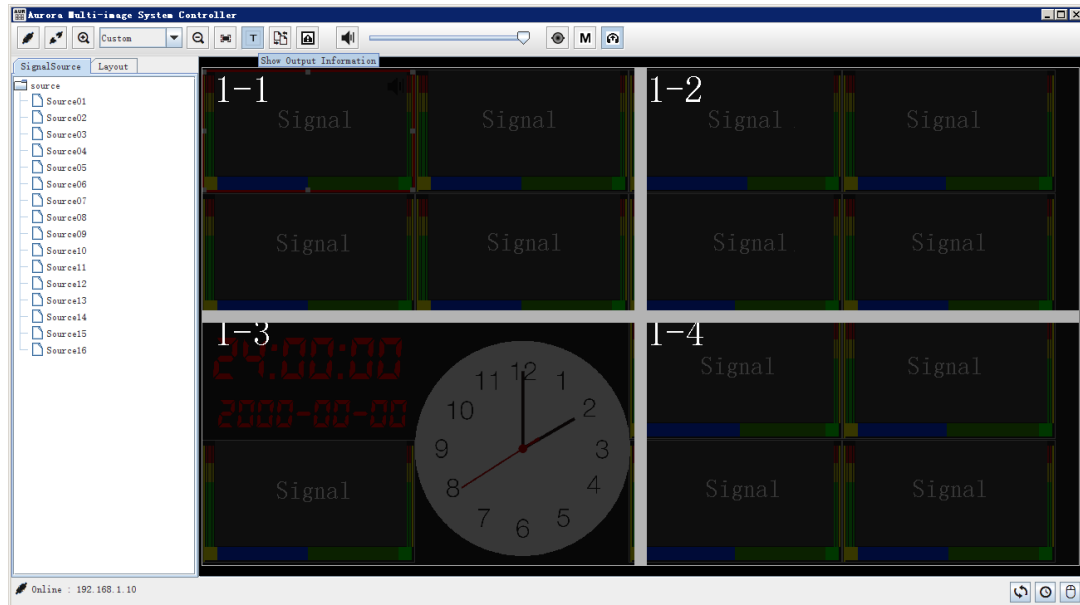 Aurora Multi-image System Controller
Custom
T
M
SignalSource Layout
Show Output Information
source
Source01
Source02
Source03
Source04
Source05
Source06
Source07
Source08
Source09
Source10
Source11
Source12
Source13
Source14
Source15
Source16
1-1
Signal
Signal
Signal
Signal
1-2
Signal
Signal
Signal
Signal
1-3
24:00:00
2000-00-00
12
1
2
3
4
5
6
7
8
9
10
11
Signal
1-4
Signal
Signal
Signal
Signal
Online : 192.168.1.10